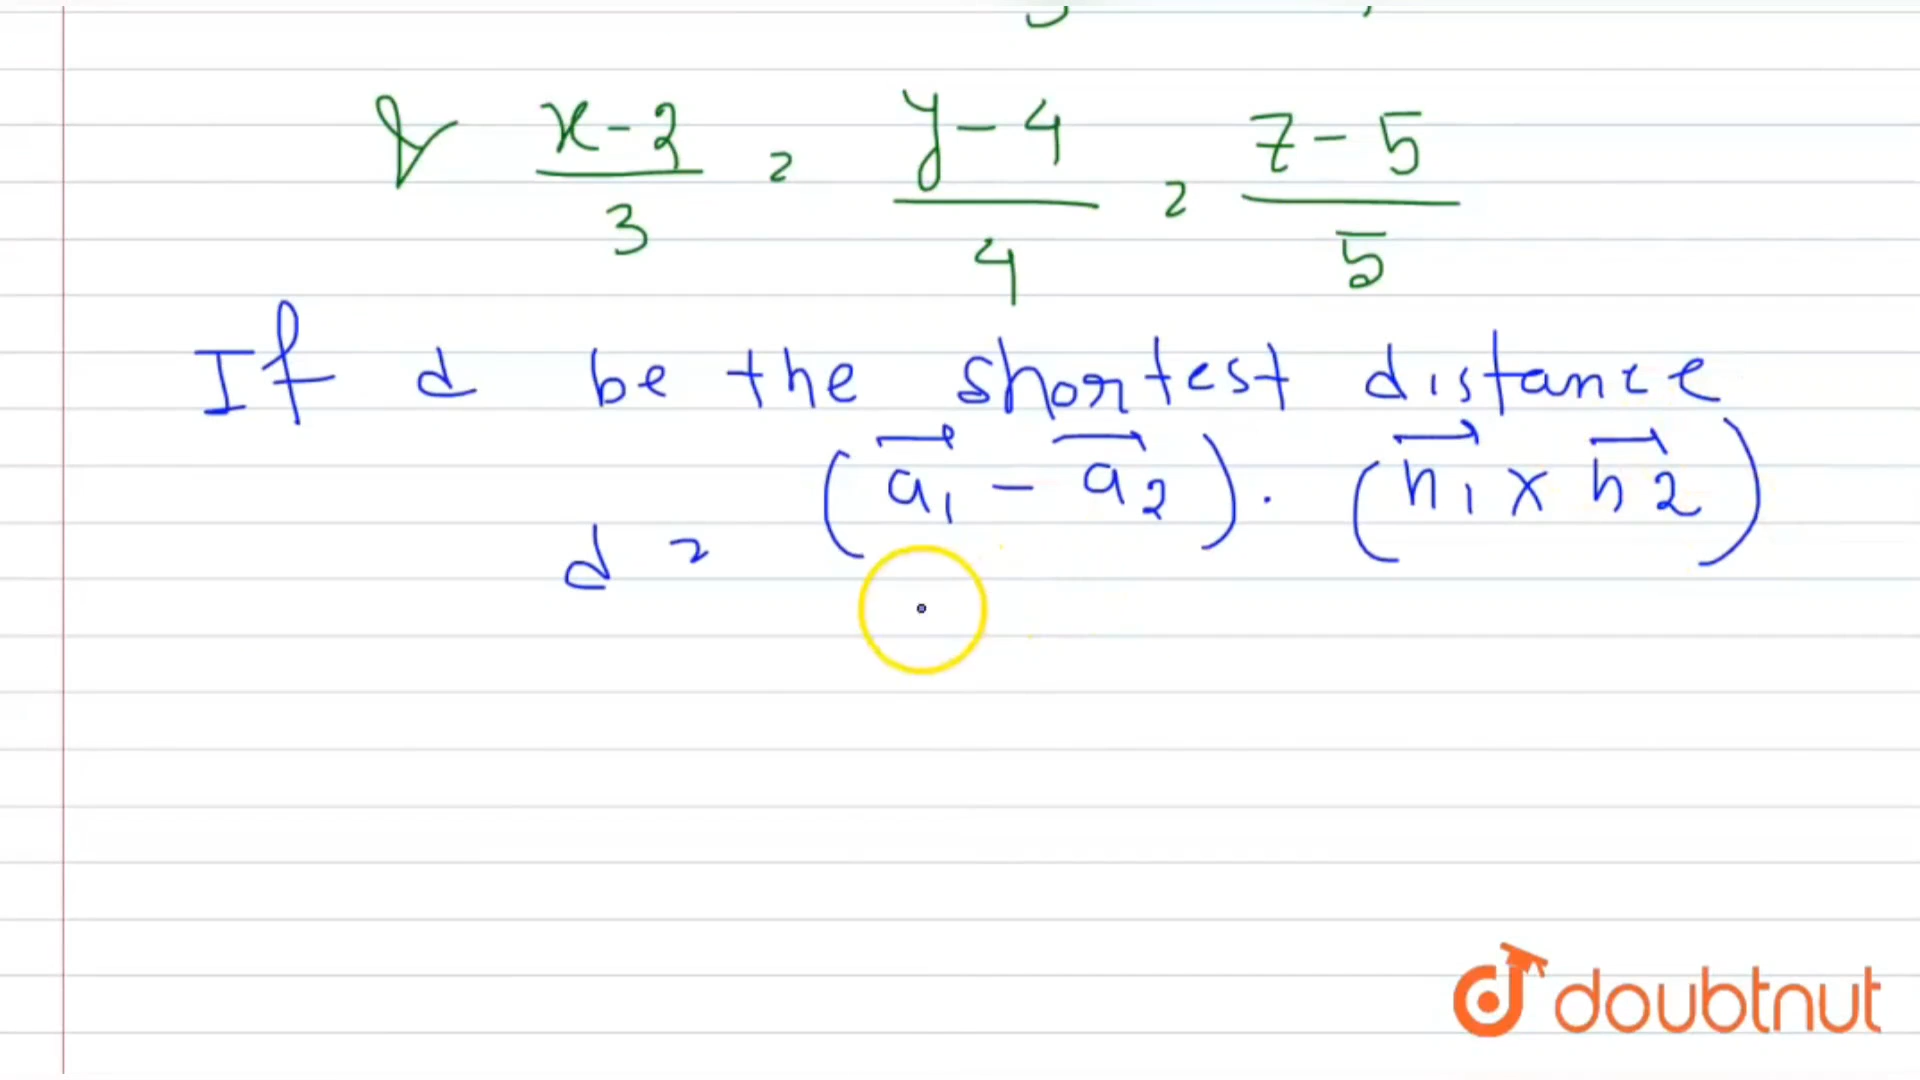 & x-2/3 = y-4/4 = z-5/5
If d be the shortest distance
d = (a₁ - a₂) · (n₁ × n₂)
doubtnut